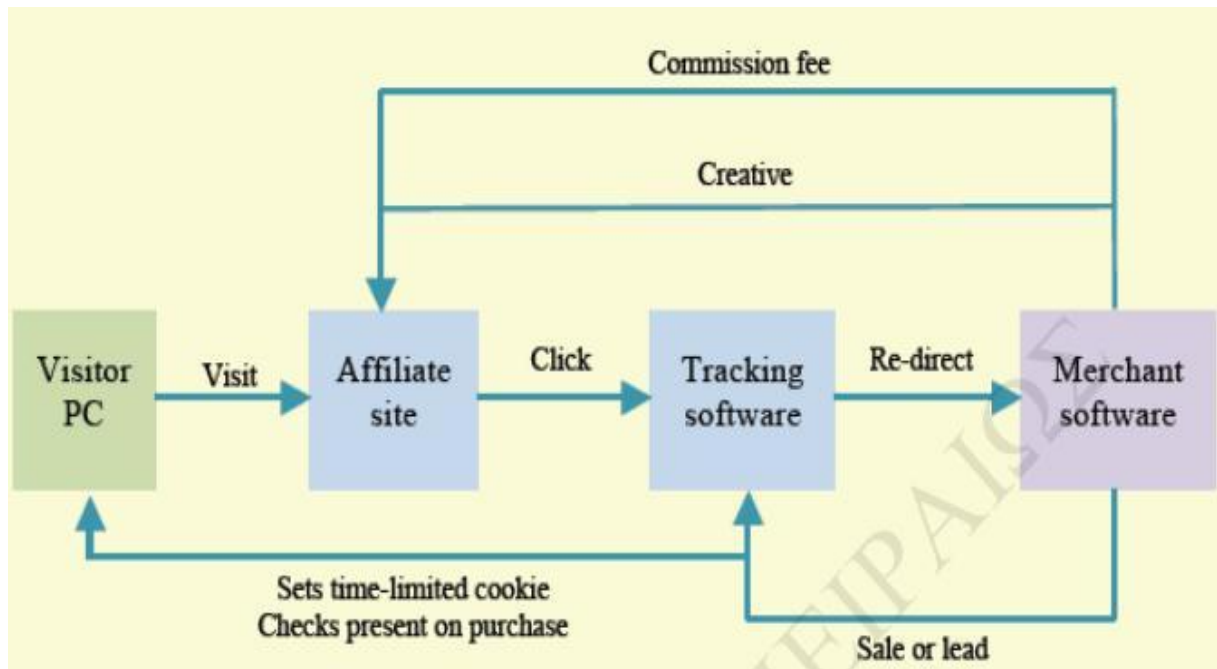 Commission fee
Creative
Visitor
PC
Visit
Affiliate
site
Click
Tracking
software
Re-direct
Merchant
software
Sets time-limited cookie
Checks present on purchase
Sale or lead
ΠΕΙΡΑΙΩΣ